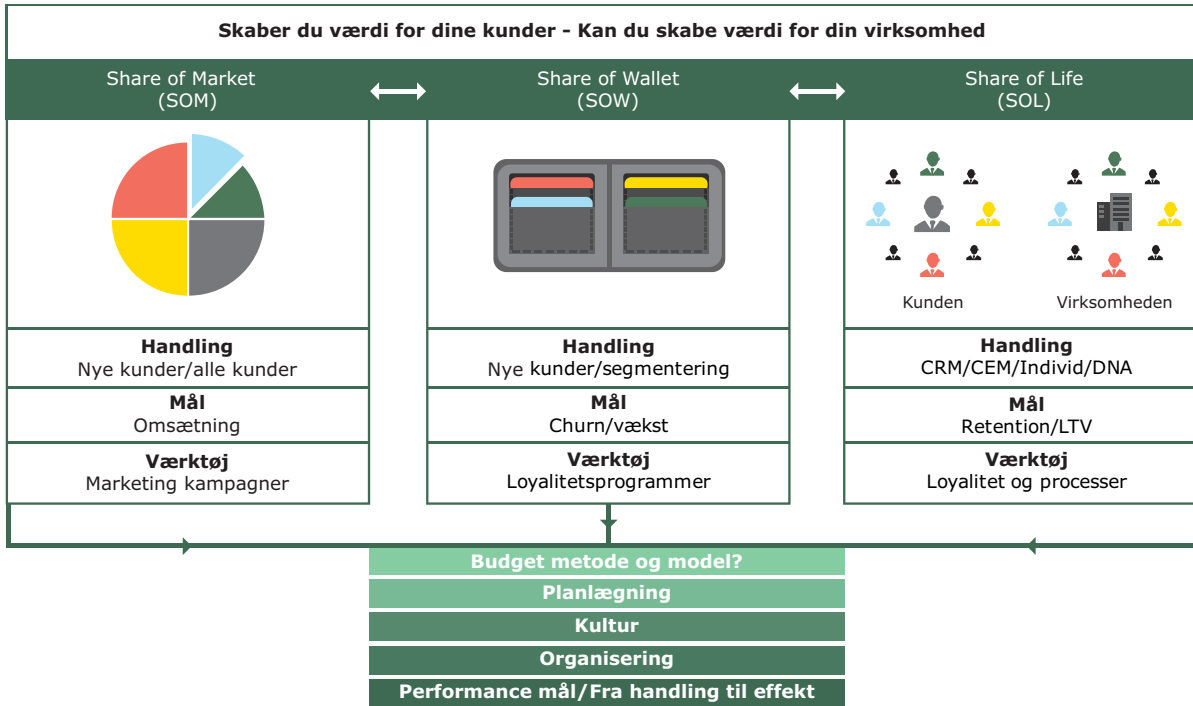 Skaber du værdi for dine kunder - Kan du skabe værdi for din virksomhed
Share of Market
(SOM)
Share of Wallet
(SOW)
Share of Life
(SOL)
Kunden
Virksomheden
Handling
Nye kunder/alle kunder
Handling
Nye kunder/segmentering
Handling
CRM/CEM/Individ/DNA
Mål
Omsætning
Mål
Churn/vækst
Mål
Retention/LTV
Værktøj
Marketing kampagner
Værktøj
Loyalitetsprogrammer
Værktøj
Loyalitet og processer
Budget metode og model?
Planlægning
Kultur
Organisering
Performance mål/Fra handling til effekt